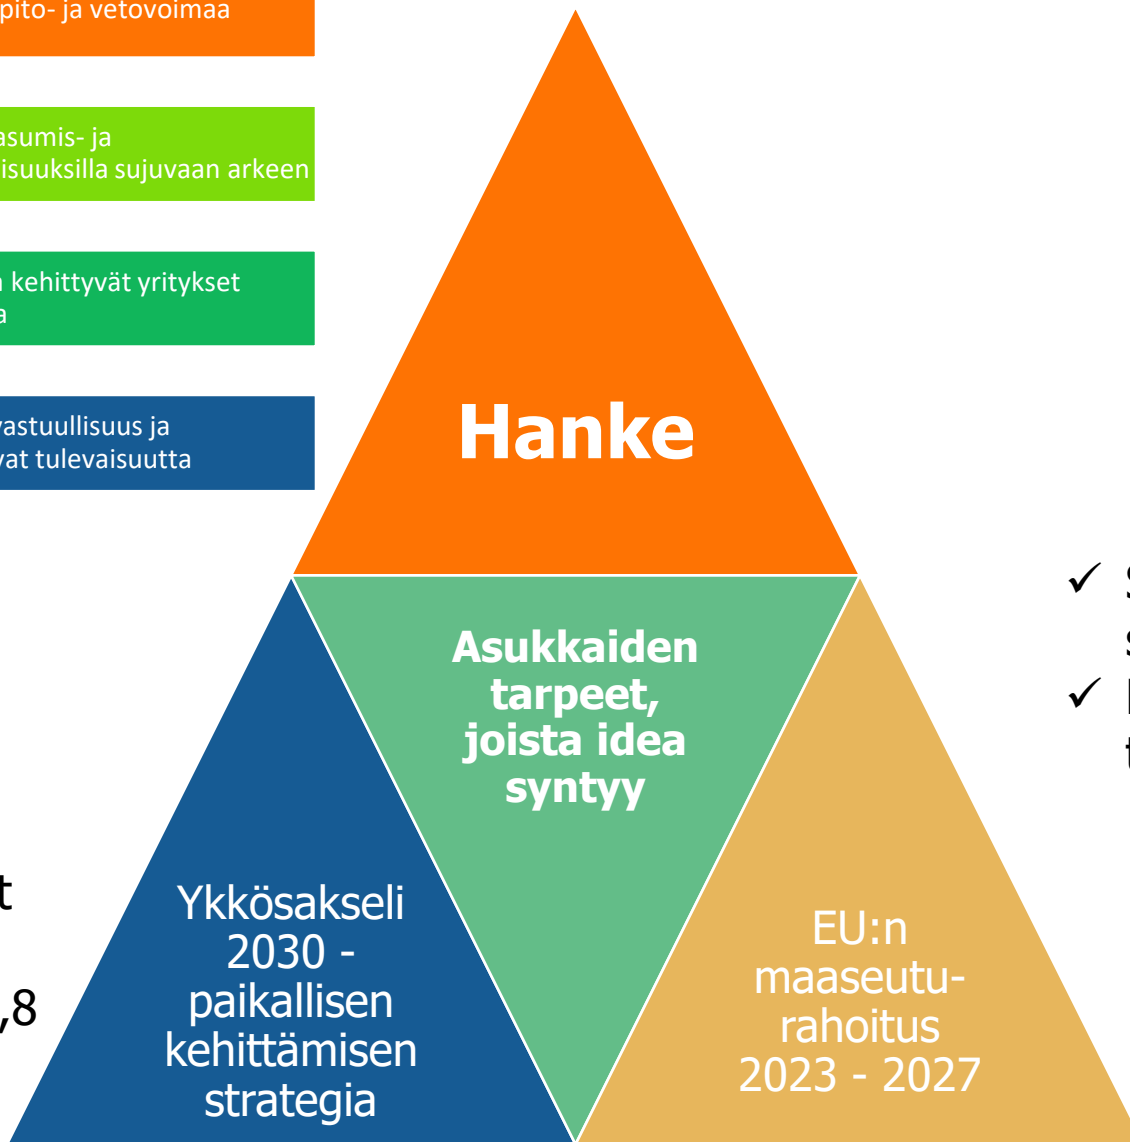 pito- ja vetovoimaa
asumis- ja
isuuksilla sujuvaan arkeen
kehittyvät yritykset
a
vastuullisuus ja
vat tulevaisuutta
Hanke
Asukkaiden
tarpeet,
joista idea
syntyy
Ykkösakseli
2030 -
paikallisen
kehittämisen
strategia
EU:n
maaseutu-
rahoitus
2023 - 2027
t
,8
✓ S
s
✓
t